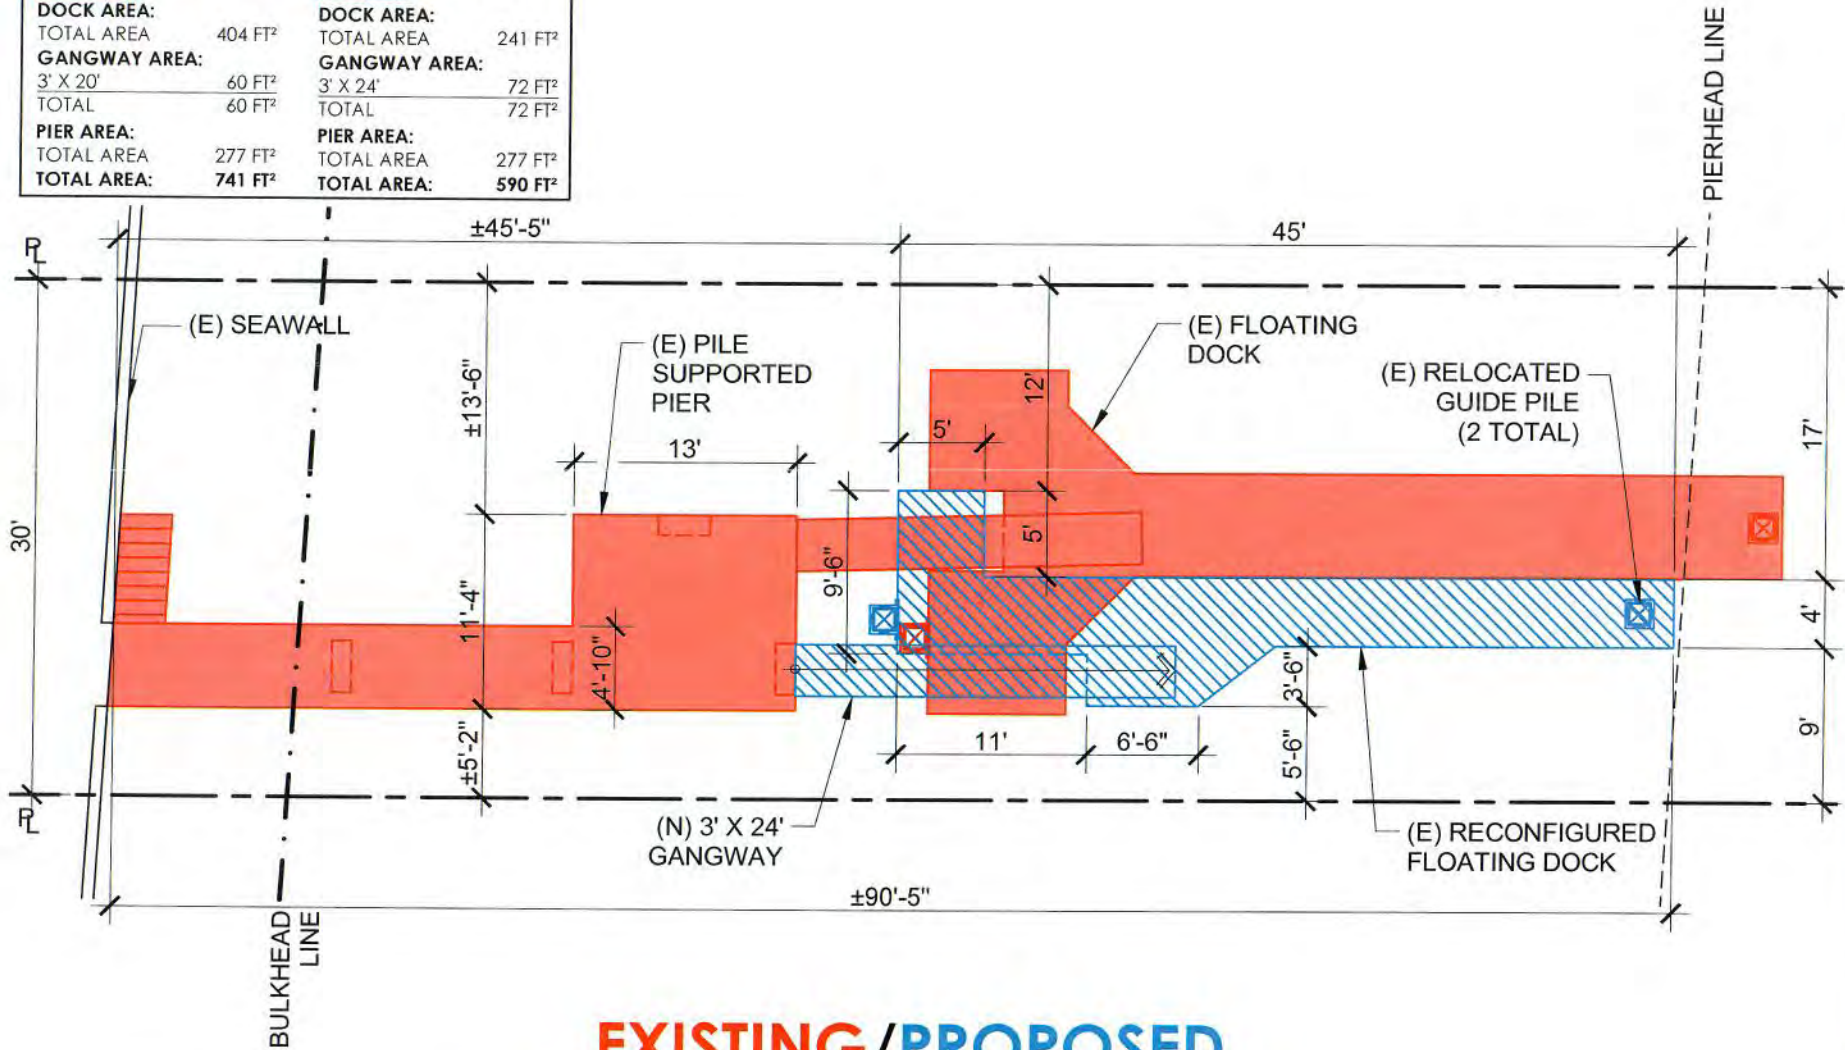 DOCK AREA: DOCK AREA:
TOTAL AREA 404 FT² TOTAL AREA 241 FT²
GANGWAY AREA: GANGWAY AREA:
3' X 20' 60 FT² 3' X 24' 72 FT²
TOTAL 60 FT² TOTAL 72 FT²
PIER AREA: PIER AREA:
TOTAL AREA 277 FT² TOTAL AREA 277 FT²
TOTAL AREA: 741 FT² TOTAL AREA: 590 FT²
PIERHEAD LINE
±45'-5"
45'
PL
(E) SEAWALL
(E) PILE
SUPPORTED
PIER
(E) FLOATING
DOCK
(E) RELOCATED
GUIDE PILE
(2 TOTAL)
±13'-6"
12'
5'
13'
17'
30'
9'-6"
5'
11'-4"
4'-10"
4'
3'-6"
±5'-2"
11'
6'-6"
5'-6"
9'
PL
(N) 3' X 24'
GANGWAY
(E) RECONFIGURED
FLOATING DOCK
±90'-5"
BULKHEAD
LINE
EXISTING/PROPOSED